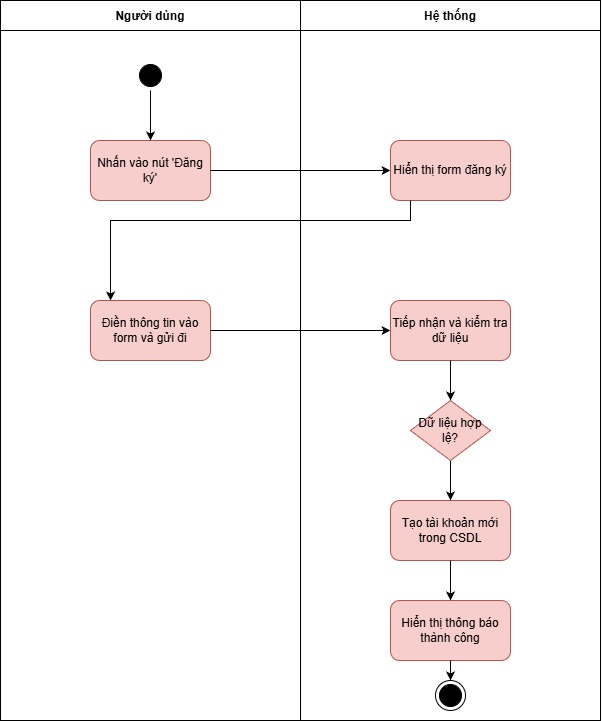 Người dùng
Hệ thống
Nhấn vào nút 'Đăng
ký'
Hiển thị form đăng ký
Điền thông tin vào
form và gửi đi
Tiếp nhận và kiểm tra
dữ liệu
Dữ liệu hợp
lệ?
Tạo tài khoản mới
trong CSDL
Hiển thị thông báo
thành công